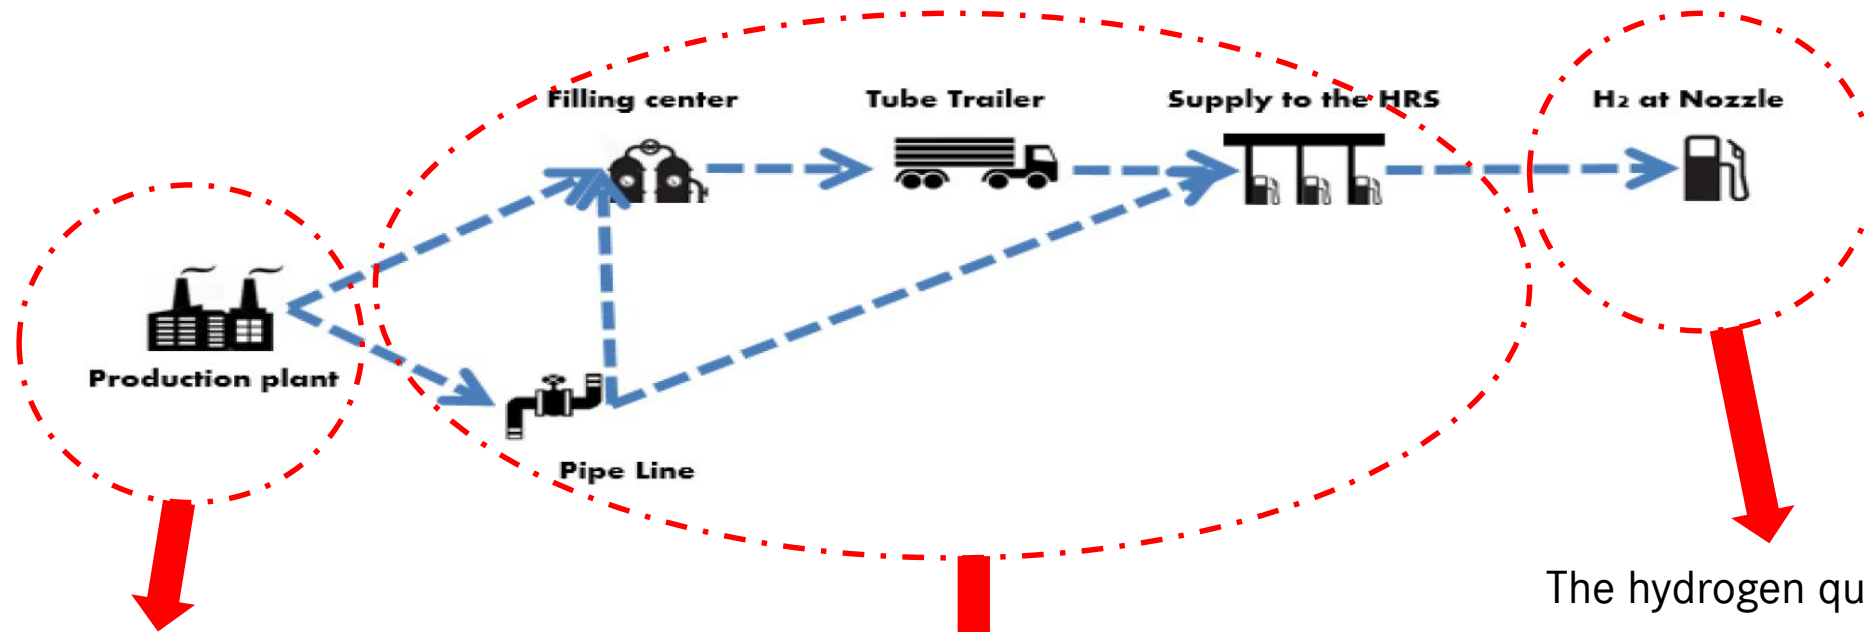 Filling center
Tube Trailer
Supply to the HRS
H2 at Nozzle
Production plant
Pipe Line
The hydrogen qu